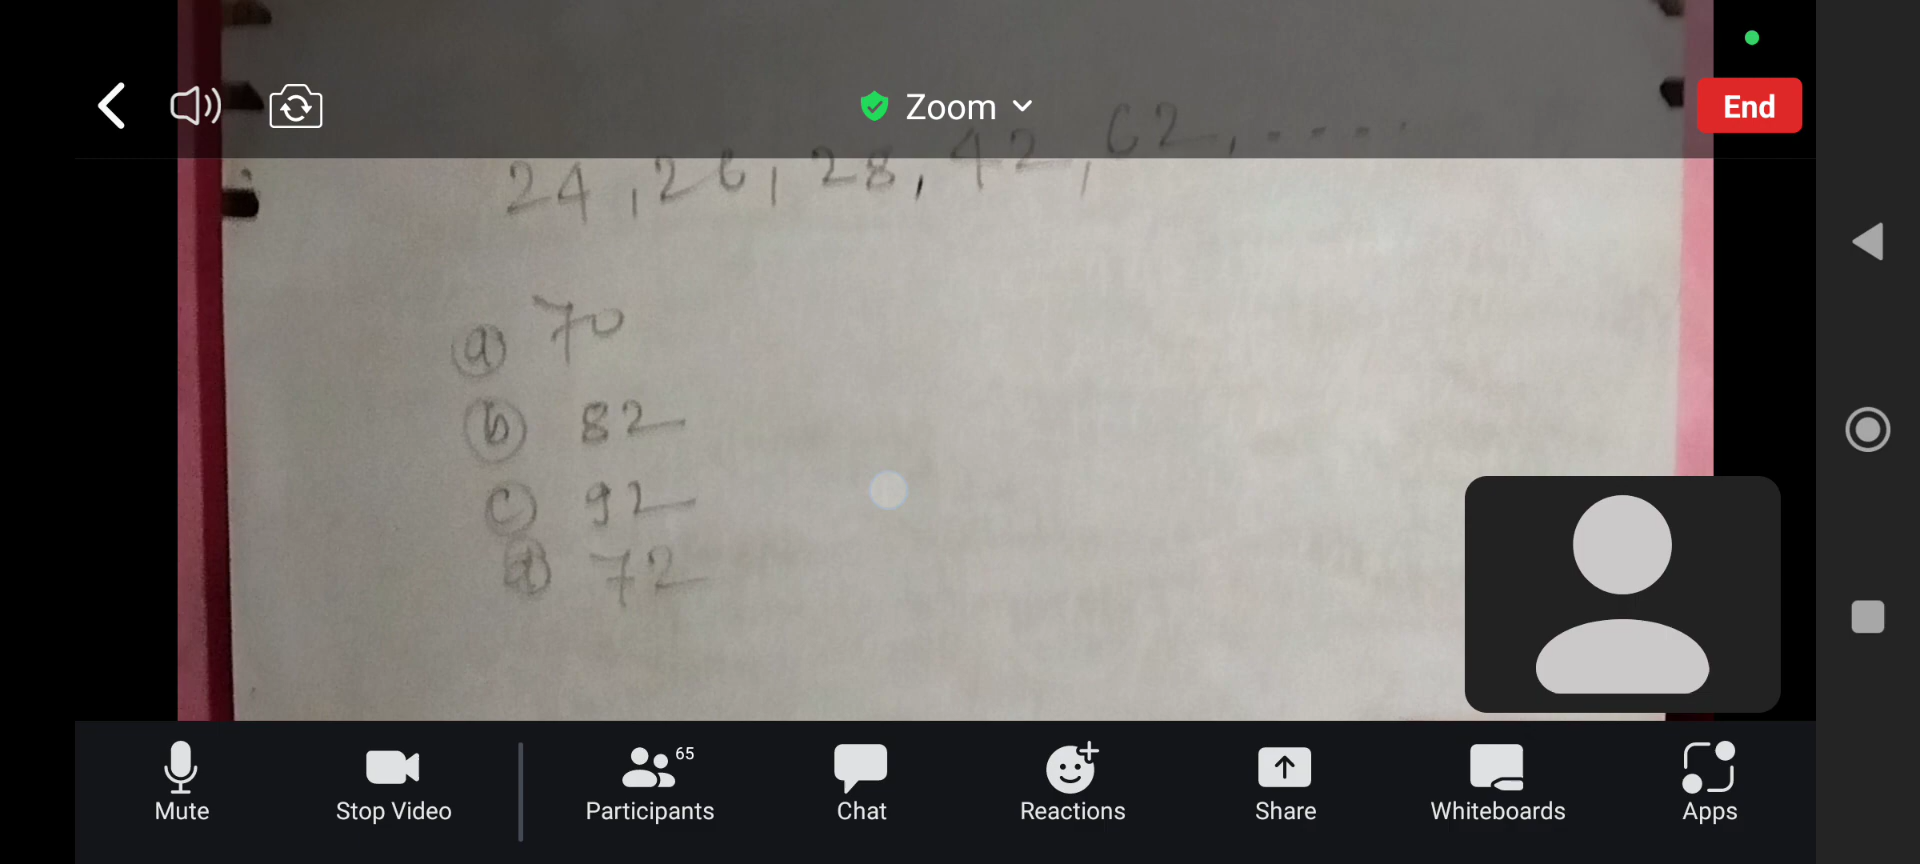 Zoom
End
24, 26, 28, 42, 62, ....
(a) 70
(b) 82
(c) 92
(d) 72
65
Mute
Stop Video
Participants
Chat
Reactions
Share
Whiteboards
Apps